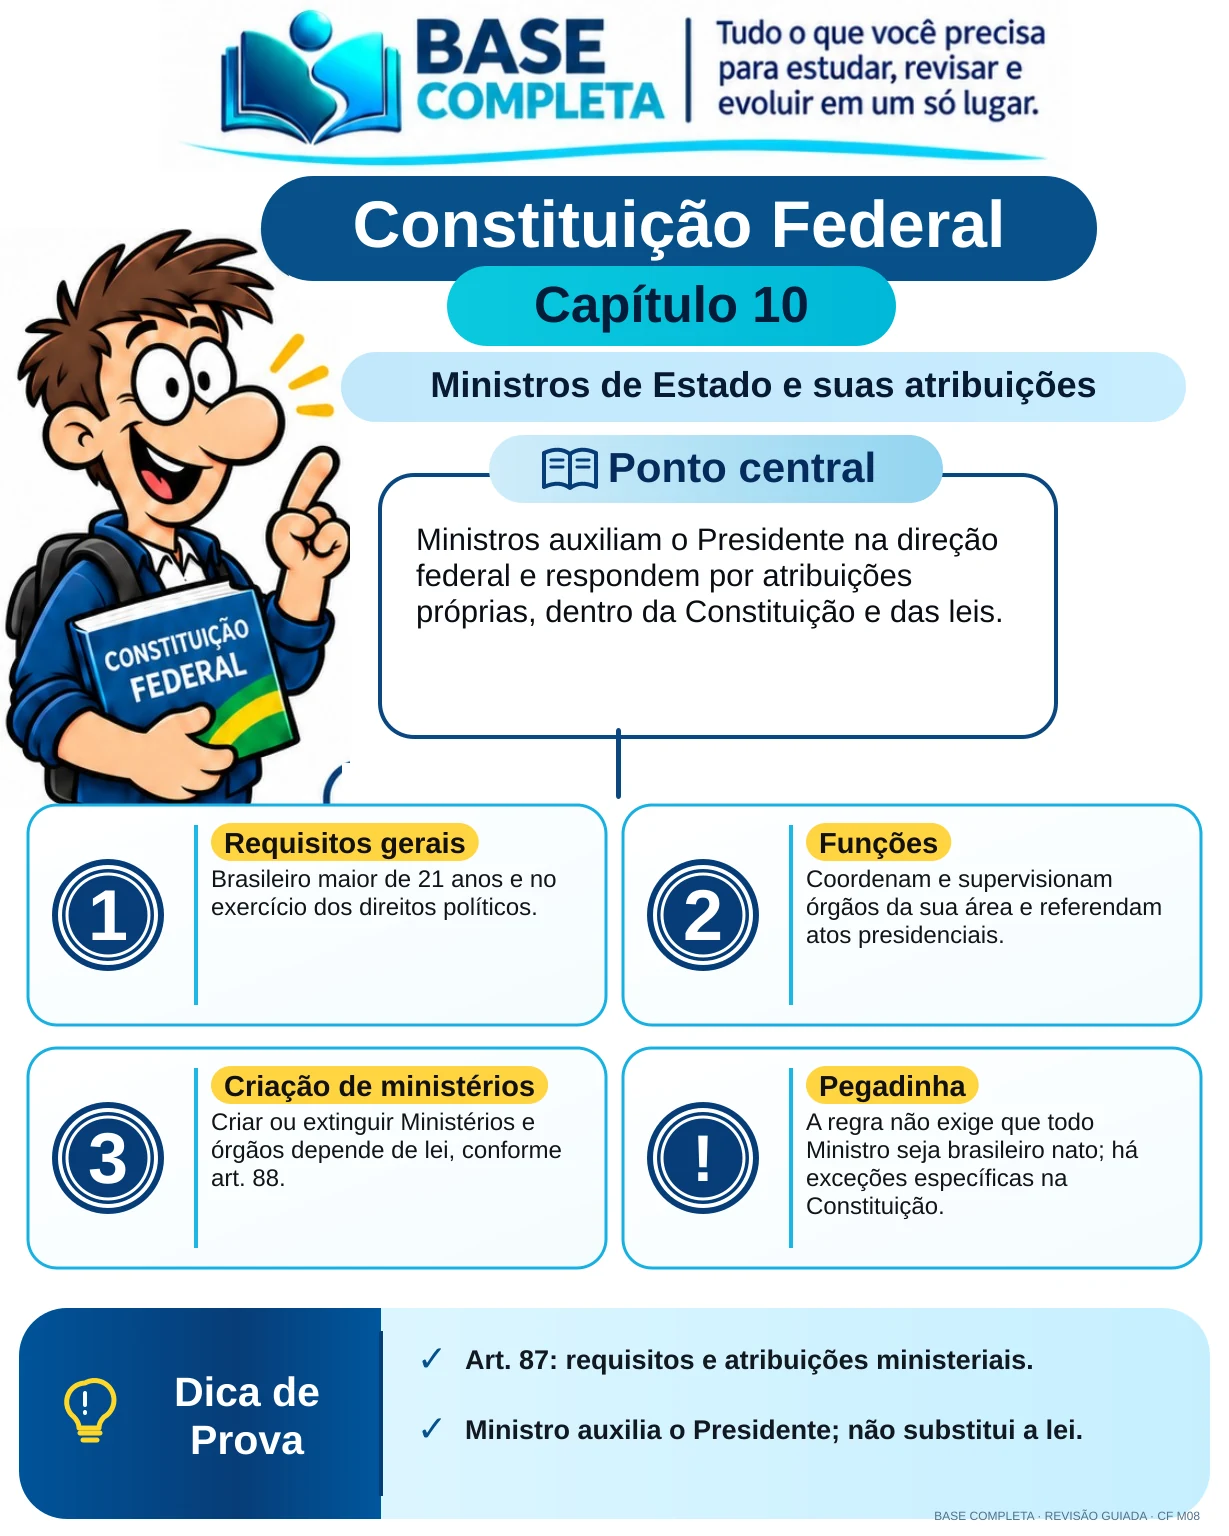 BASE
COMPLETA
Tudo o que você precisa
para estudar, revisar e
evoluir em um só lugar.
Constituição Federal
Capítulo 10
Ministros de Estado e suas atribuições
Ponto central
Ministros auxiliam o Presidente na direção
federal e respondem por atribuições
próprias, dentro da Constituição e das leis.
CONSTITUIÇÃO
FEDERAL
1
Requisitos gerais
Brasileiro maior de 21 anos e no
exercício dos direitos políticos.
2
Funções
Coordenam e supervisionam
órgãos da sua área e referendam
atos presidenciais.
3
Criação de ministérios
Criar ou extinguir Ministérios e
órgãos depende de lei, conforme
art. 88.
!
Pegadinha
A regra não exige que todo
Ministro seja brasileiro nato; há
exceções específicas na
Constituição.
Dica de
Prova
✓ Art. 87: requisitos e atribuições ministeriais.
✓ Ministro auxilia o Presidente; não substitui a lei.
BASE COMPLETA · REVISÃO GUIADA · CF M08